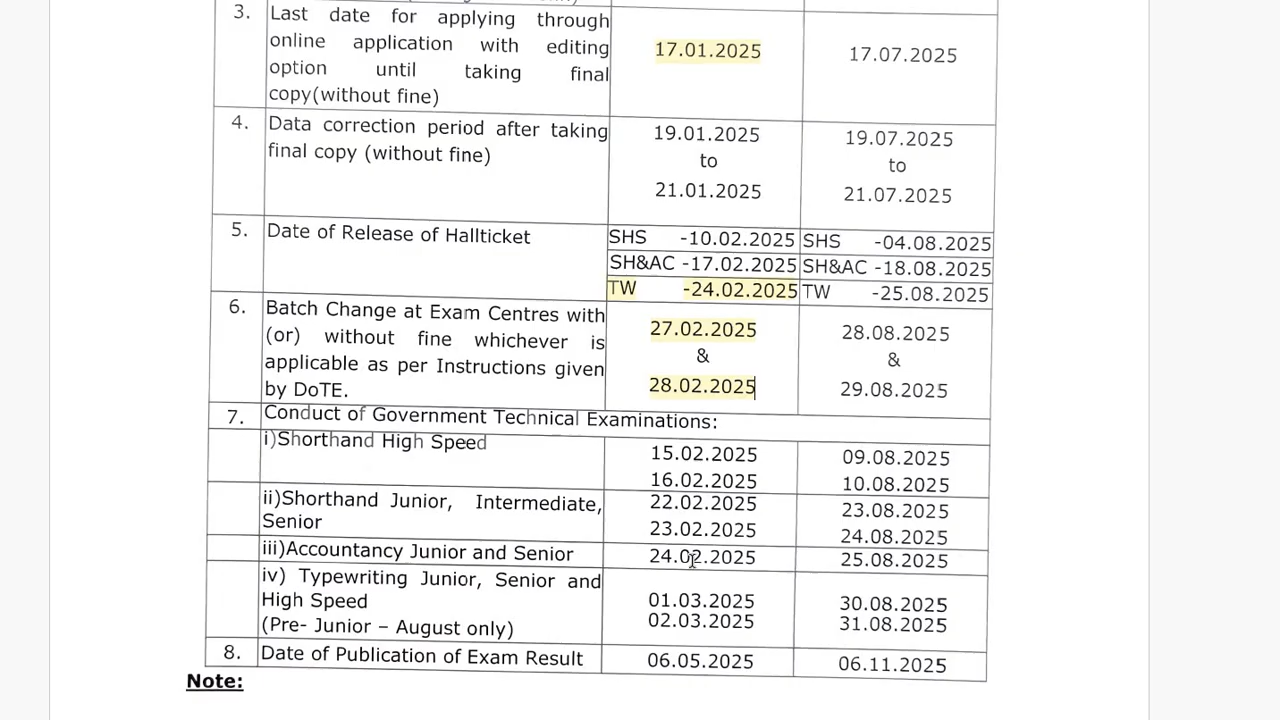 3. Last date for applying through
online application with editing
option until taking final
copy(without fine)
17.01.2025
17.07.2025
4. Data correction period after taking
final copy (without fine)
19.01.2025
to
21.01.2025
19.07.2025
to
21.07.2025
5. Date of Release of Hallticket
SHS -10.02.2025 SHS -04.08.2025
SH&AC -17.02.2025 SH&AC -18.08.2025
TW -24.02.2025 TW -25.08.2025
6. Batch Change at Exam Centres with
(or) without fine whichever is
applicable as per Instructions given
by DoTE.
27.02.2025
&
28.02.2025
28.08.2025
&
29.08.2025
7. Conduct of Government Technical Examinations:
i)Shorthand High Speed
15.02.2025
16.02.2025
09.08.2025
10.08.2025
ii)Shorthand Junior, Intermediate,
Senior
22.02.2025
23.02.2025
23.08.2025
24.08.2025
iii)Accountancy Junior and Senior 24.02.2025 25.08.2025
iv) Typewriting Junior, Senior and
High Speed
(Pre- Junior – August only)
01.03.2025
02.03.2025
30.08.2025
31.08.2025
8. Date of Publication of Exam Result 06.05.2025 06.11.2025
Note: